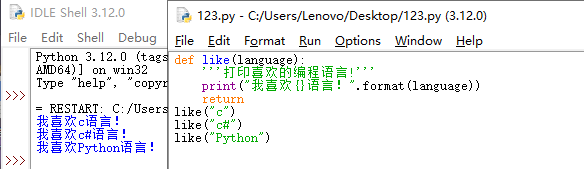 IDLE Shell 3.12.0
File Edit Shell Debug
Python 3.12.0 (tags
AMD64)] on win32
Type "help", "copyr
>>>
= RESTART: C:/Users
我喜欢c语言!
我喜欢c#语言!
我喜欢Python语言!
>>>
123.py - C:/Users/Lenovo/Desktop/123.py (3.12.0)
File Edit Format Run Options Window Help
def like(language):
    '''打印喜欢的编程语言!'''
    print("我喜欢{}语言! ".format(language))
    return
like("c")
like("c#")
like("Python")